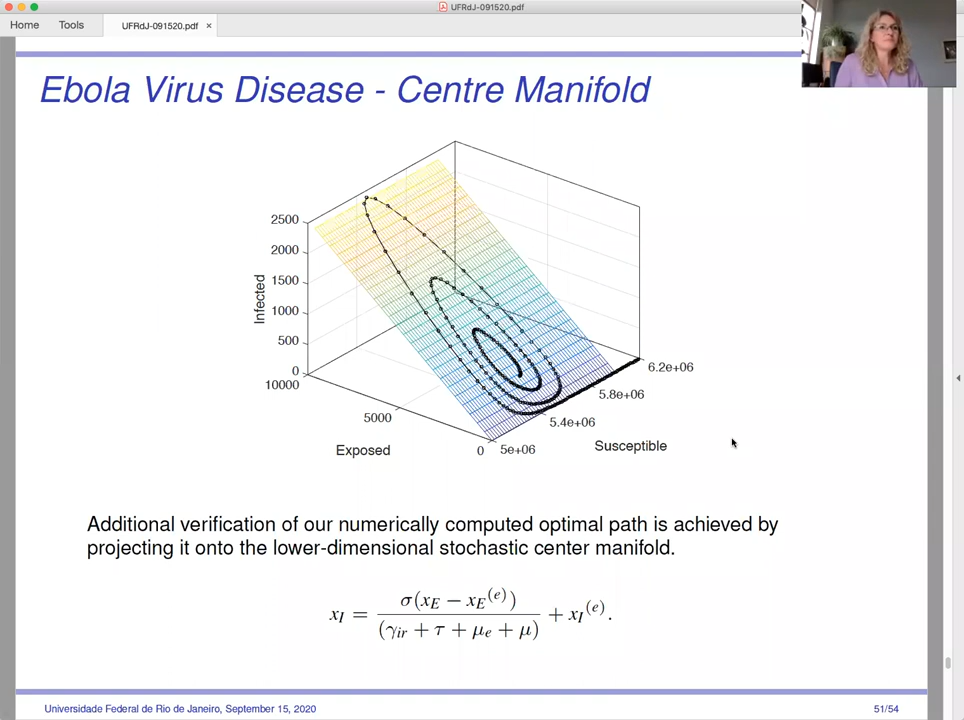 UFRdJ-091520.pdf
Home Tools UFRdJ-091520.pdf ×
Ebola Virus Disease - Centre Manifold
2500
2000
1500
1000
500
0
Infected
10000
5000
0
Exposed
5e+06
5.4e+06
5.8e+06
6.2e+06
Susceptible
Additional verification of our numerically computed optimal path is achieved by
projecting it onto the lower-dimensional stochastic center manifold.
x_I = σ(x_E − x_E^(e)) / (γ_ir + τ + μ_e + μ) + x_I^(e).
Universidade Federal de Rio de Janeiro, September 15, 2020 51/54